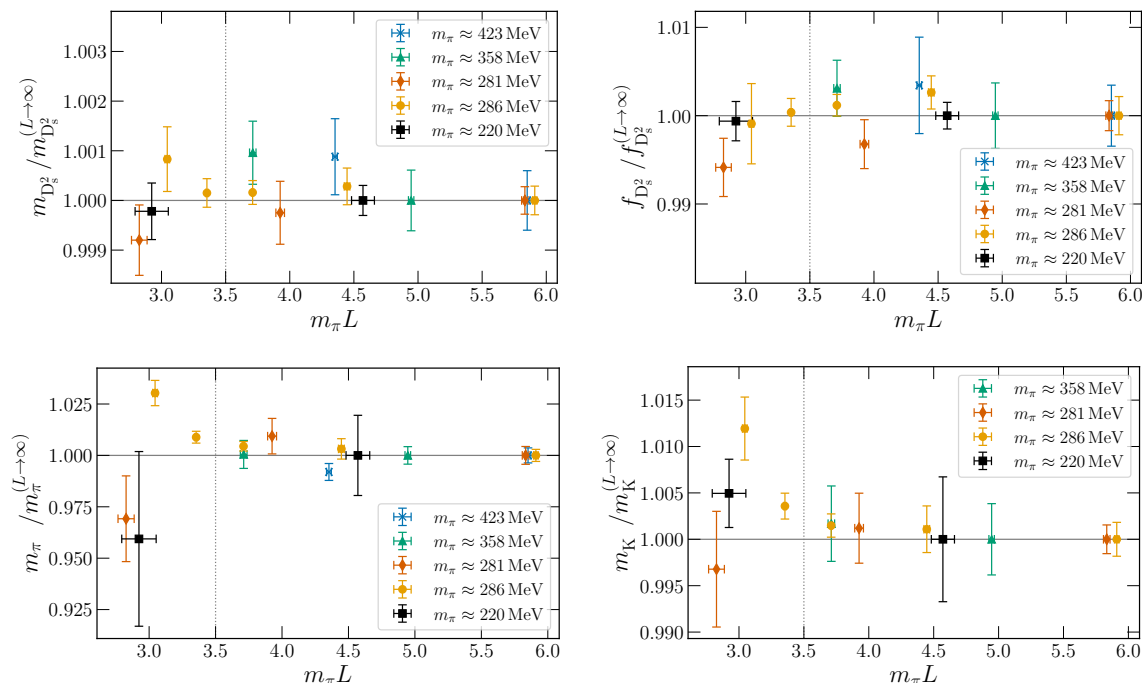 m_{D_s^2} / m_{D_s^2}^{(L→∞)}
1.003
1.002
1.001
1.000
0.999
m_π ≈ 423 MeV
m_π ≈ 358 MeV
m_π ≈ 281 MeV
m_π ≈ 286 MeV
m_π ≈ 220 MeV
3.0 3.5 4.0 4.5 5.0 5.5 6.0
m_π L
f_{D_s^2} / f_{D_s^2}^{(L→∞)}
1.01
1.00
0.99
m_π ≈ 423 MeV
m_π ≈ 358 MeV
m_π ≈ 281 MeV
m_π ≈ 286 MeV
m_π ≈ 220 MeV
3.0 3.5 4.0 4.5 5.0 5.5 6.0
m_π L
m_π / m_π^{(L→∞)}
1.025
1.000
0.975
0.950
0.925
m_π ≈ 423 MeV
m_π ≈ 358 MeV
m_π ≈ 281 MeV
m_π ≈ 286 MeV
m_π ≈ 220 MeV
3.0 3.5 4.0 4.5 5.0 5.5 6.0
m_π L
m_K / m_K^{(L→∞)}
1.015
1.010
1.005
1.000
0.995
0.990
m_π ≈ 358 MeV
m_π ≈ 281 MeV
m_π ≈ 286 MeV
m_π ≈ 220 MeV
3.0 3.5 4.0 4.5 5.0 5.5 6.0
m_π L